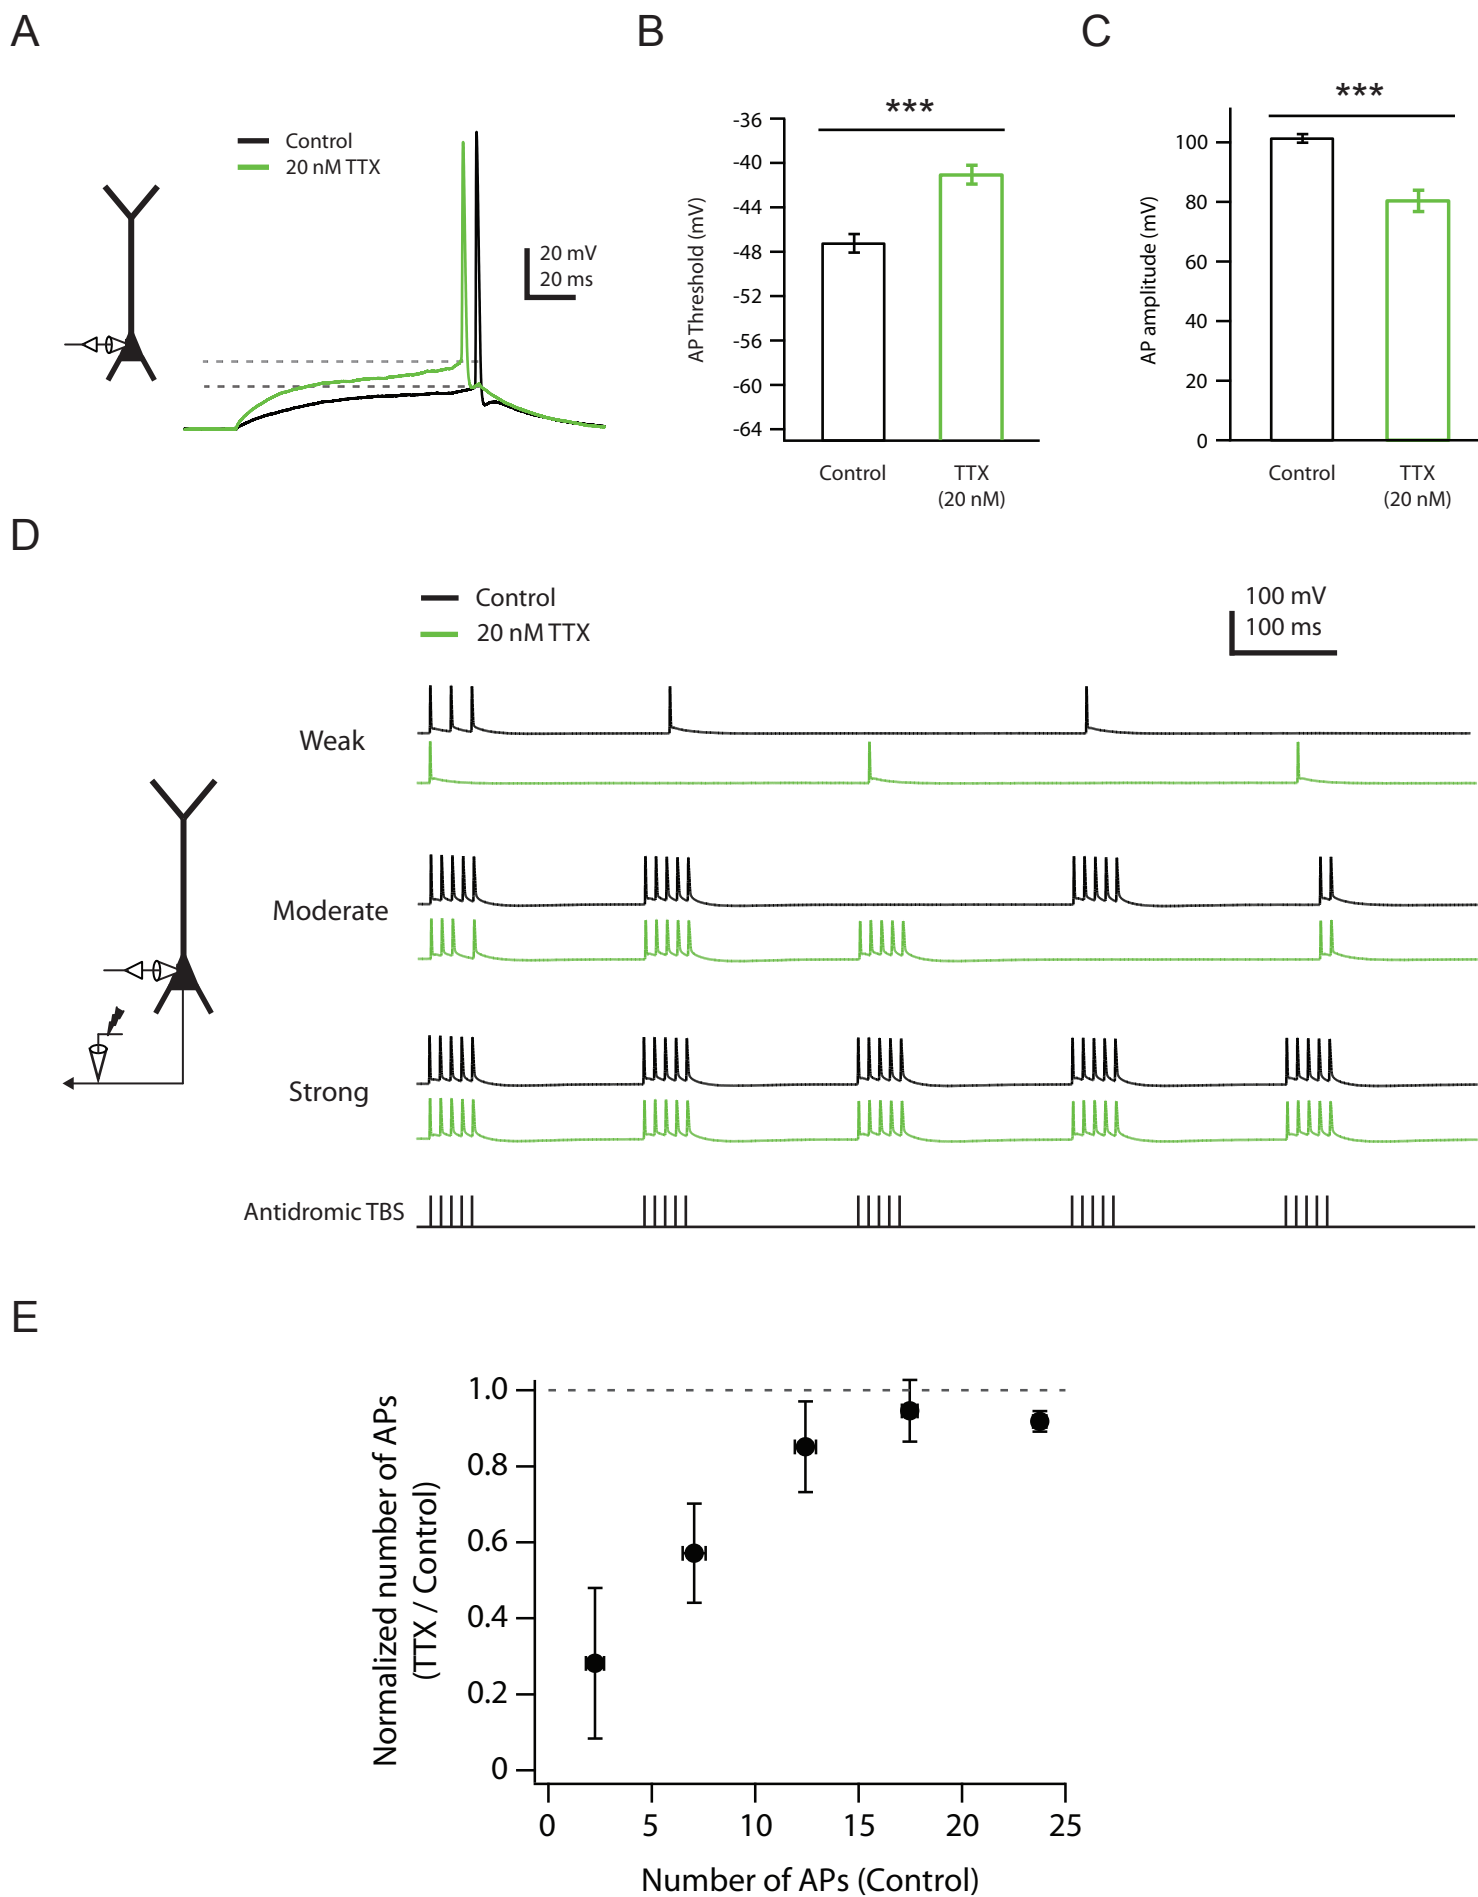 A
B
C
Control
20 nM TTX
20 mV
20 ms
***
-36
-40
-44
-48
-52
-56
-60
-64
AP Threshold (mV)
Control
TTX
(20 nM)
***
100
80
60
40
20
0
AP amplitude (mV)
Control
TTX
(20 nM)
D
Control
20 nM TTX
100 mV
100 ms
Weak
Moderate
Strong
Antidromic TBS
E
1.0
0.8
0.6
0.4
0.2
0
Normalized number of APs
(TTX / Control)
0 5 10 15 20 25
Number of APs (Control)